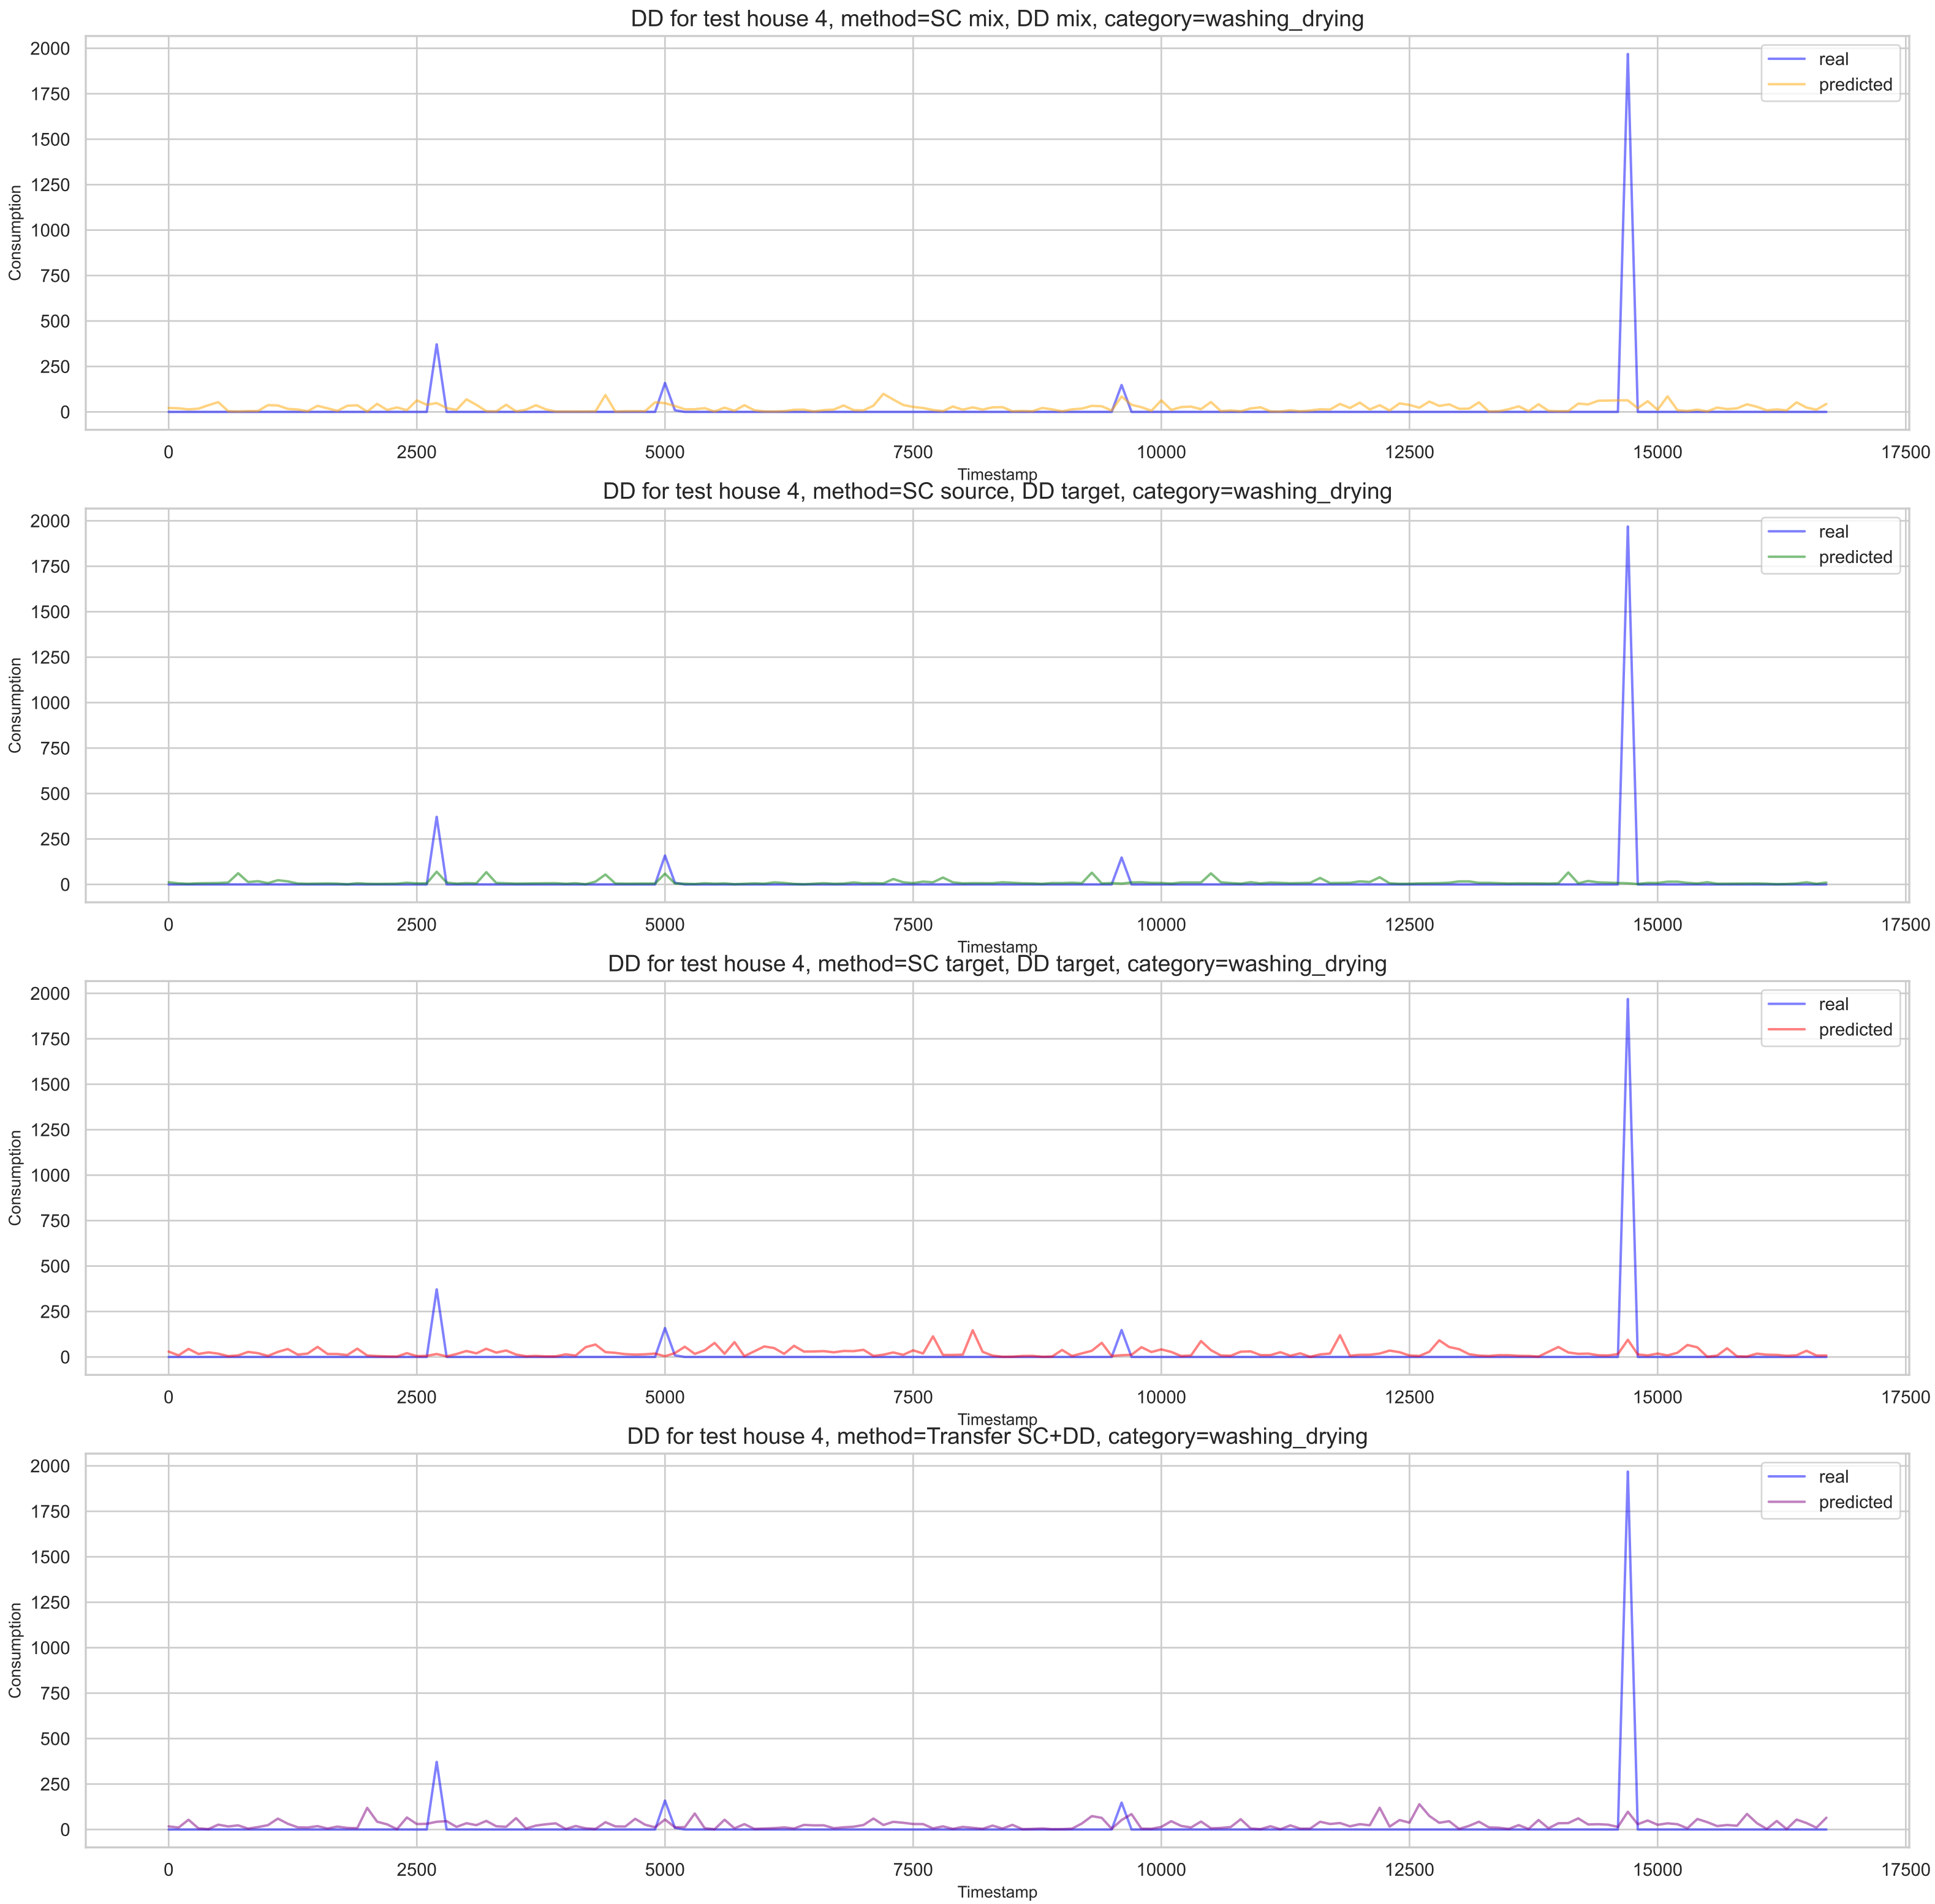 DD for test house 4, method=SC mix, DD mix, category=washing_drying
2000
1750
1500
1250
1000
750
500
250
0
Consumption
real
predicted
0 2500 5000 7500 10000 12500 15000 17500
Timestamp
DD for test house 4, method=SC source, DD target, category=washing_drying
2000
1750
1500
1250
1000
750
500
250
0
Consumption
real
predicted
0 2500 5000 7500 10000 12500 15000 17500
Timestamp
DD for test house 4, method=SC target, DD target, category=washing_drying
2000
1750
1500
1250
1000
750
500
250
0
Consumption
real
predicted
0 2500 5000 7500 10000 12500 15000 17500
Timestamp
DD for test house 4, method=Transfer SC+DD, category=washing_drying
2000
1750
1500
1250
1000
750
500
250
0
Consumption
real
predicted
0 2500 5000 7500 10000 12500 15000 17500
Timestamp